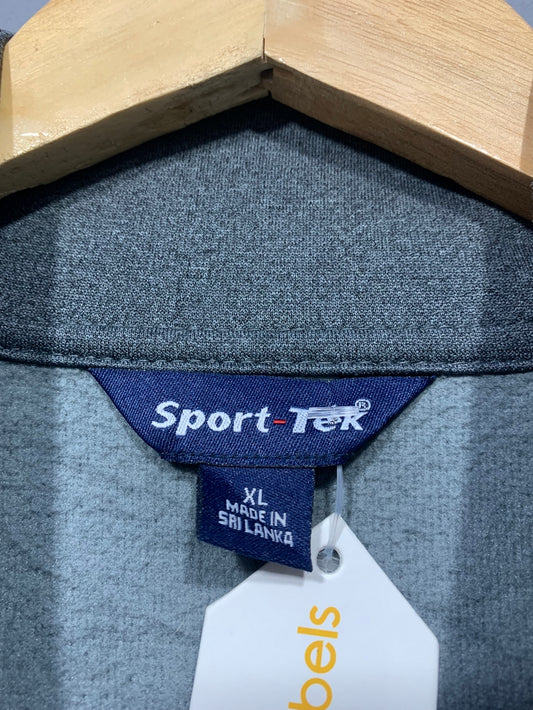 Sport-Tek®
XL
MADE IN
SRI LANKA
bels